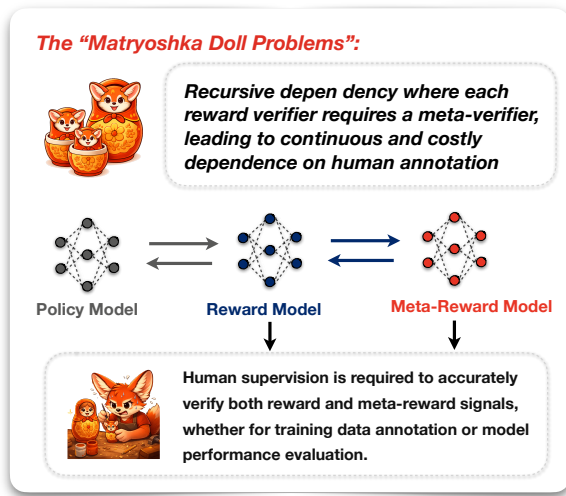 The “Matryoshka Doll Problems”:
Recursive depen dency where each
reward verifier requires a meta-verifier,
leading to continuous and costly
dependence on human annotation
Policy Model
Reward Model
Meta-Reward Model
Human supervision is required to accurately
verify both reward and meta-reward signals,
whether for training data annotation or model
performance evaluation.